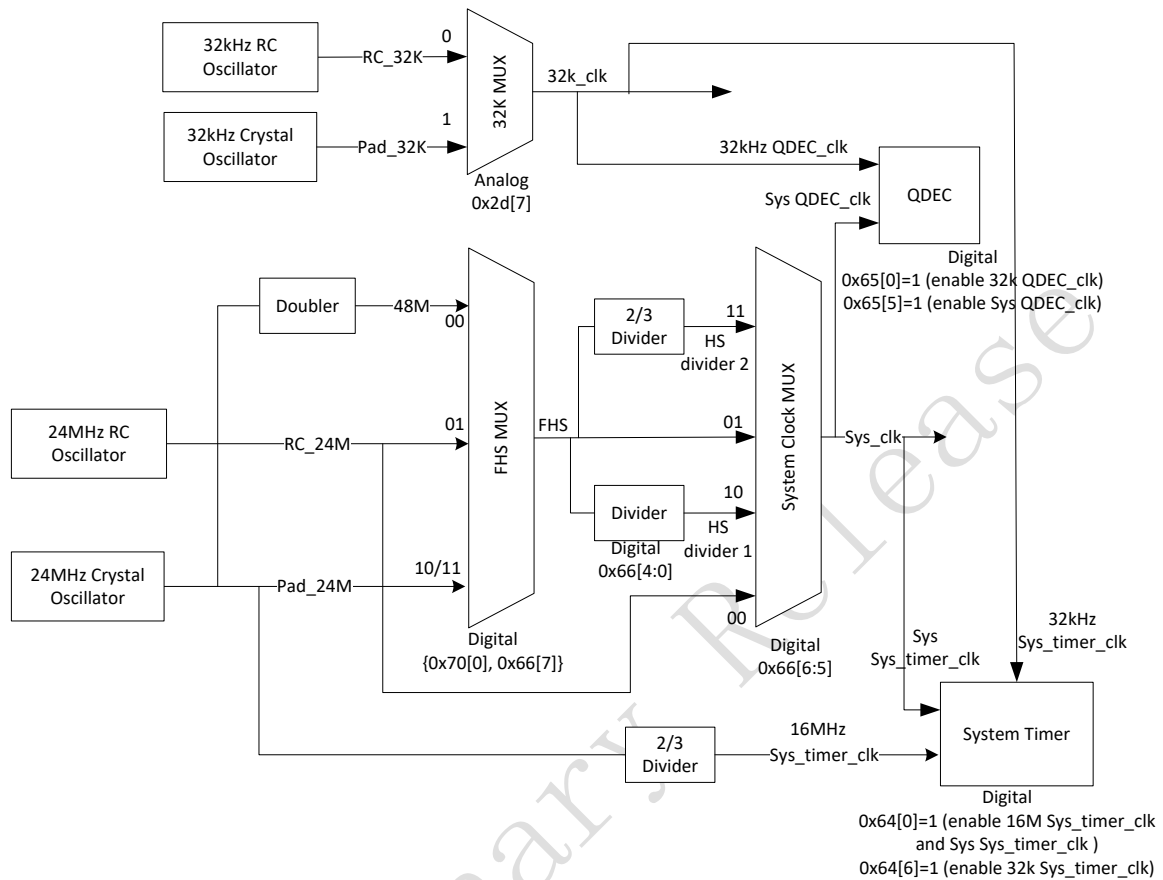 32kHz RC
Oscillator
RC_32K
0
32K MUX
32k_clk
32kHz Crystal
Oscillator
Pad_32K
1
Analog
0x2d[7]
32kHz QDEC_clk
Sys QDEC_clk
QDEC
Digital
0x65[0]=1 (enable 32k QDEC_clk)
0x65[5]=1 (enable Sys QDEC_clk)
Doubler
48M
00
24MHz RC
Oscillator
RC_24M
01
FHS MUX
FHS
24MHz Crystal
Oscillator
Pad_24M
10/11
Digital
{0x70[0], 0x66[7]}
2/3
Divider
11
HS
divider 2
01
Divider
10
HS
divider 1
Digital
0x66[4:0]
00
System Clock MUX
Sys_clk
Digital
0x66[6:5]
Sys
Sys_timer_clk
32kHz
Sys_timer_clk
2/3
Divider
16MHz
Sys_timer_clk
System Timer
Digital
0x64[0]=1 (enable 16M Sys_timer_clk
and Sys Sys_timer_clk )
0x64[6]=1 (enable 32k Sys_timer_clk)
ary Release